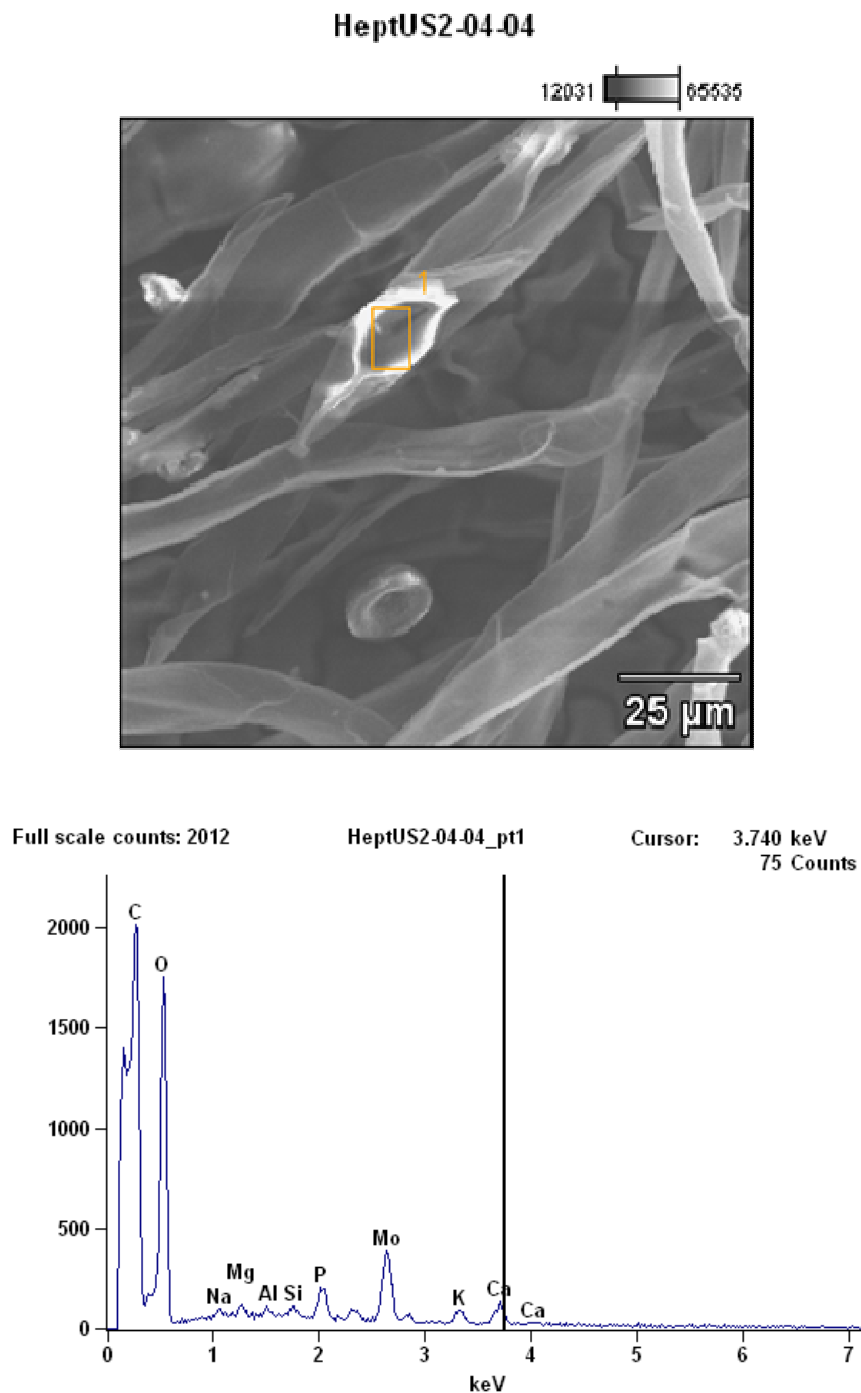 HeptUS2-04-04
12031 65535
1
25 μm
Full scale counts: 2012 HeptUS2-04-04_pt1 Cursor: 3.740 keV
75 Counts
C
2000
O
1500
1000
500
Mo
Mg
P
Na Al Si K Ca Ca
0
0 1 2 3 4 5 6 7
keV